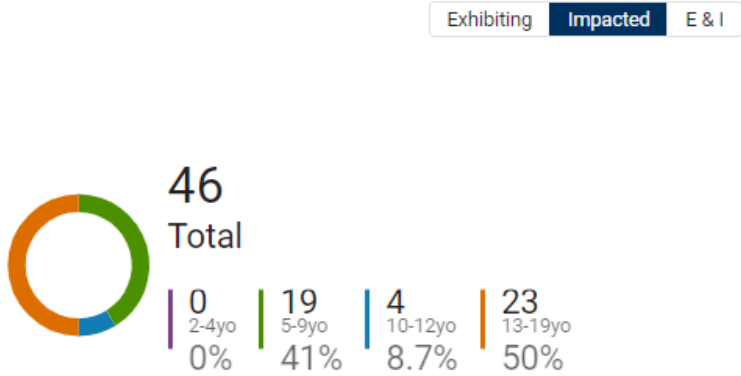 Exhibiting Impacted E & I
46
Total
0 19 4 23
2-4yo 5-9yo 10-12yo 13-19yo
0% 41% 8.7% 50%